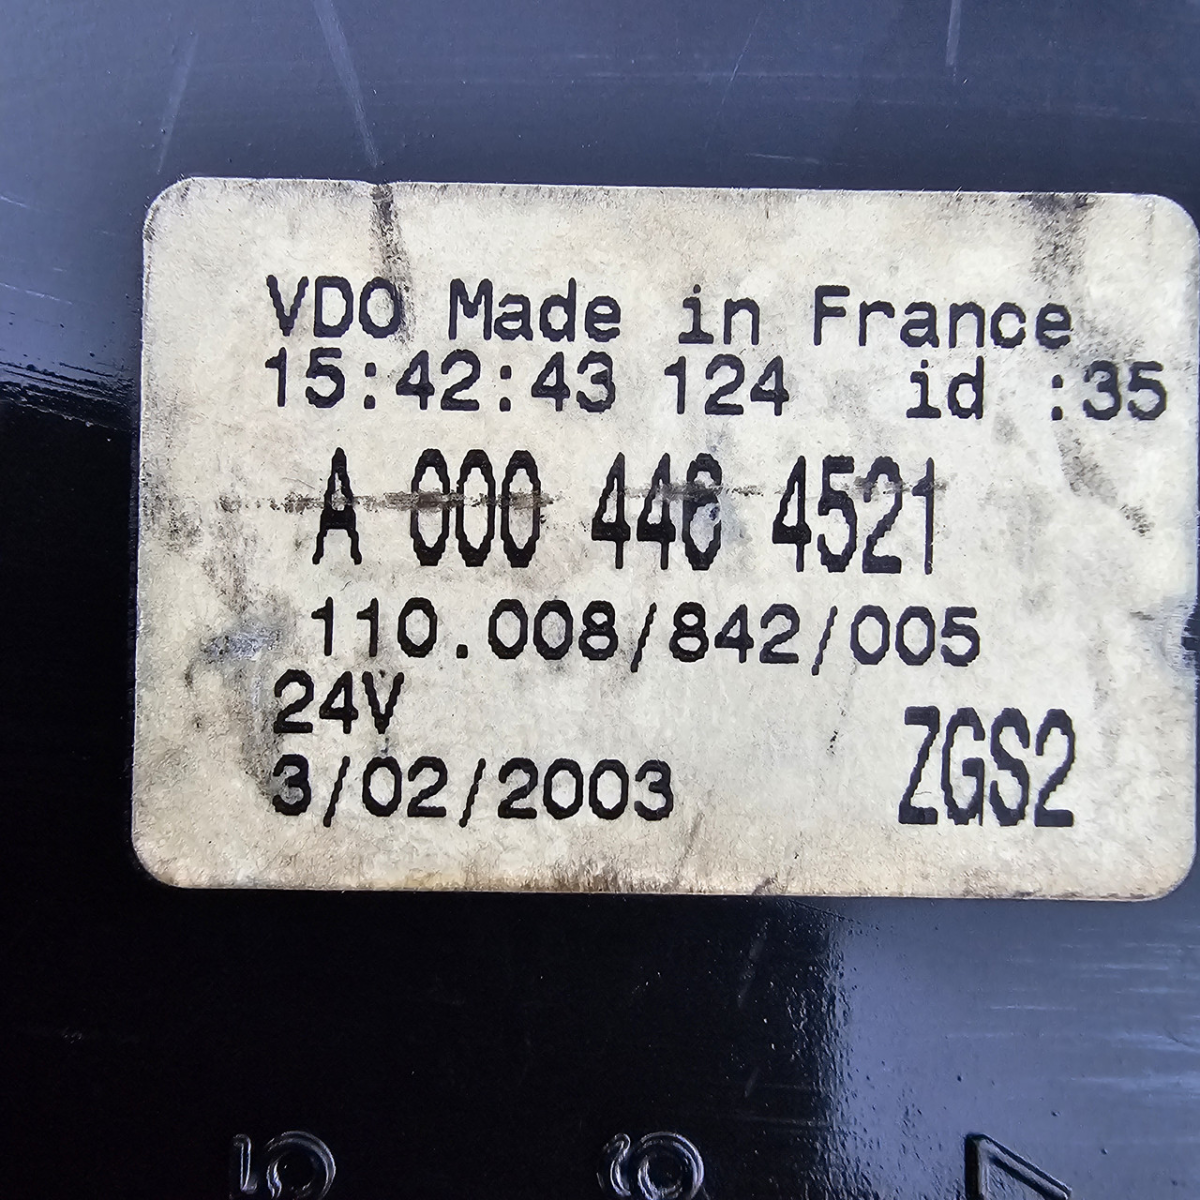 VDO Made in France
15:42:43 124 id :35
A 000 446 4521
110.008/842/005
24V
ZGS2
3/02/2003